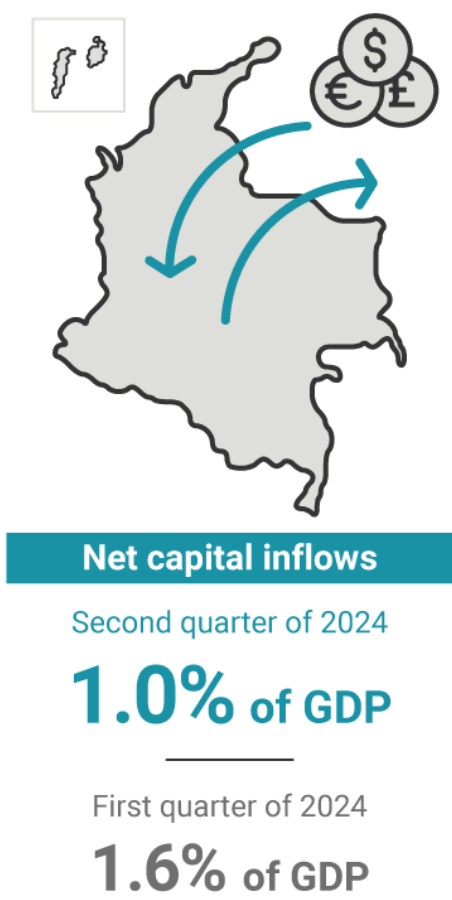 $
€
£
Net capital inflows
Second quarter of 2024
1.0% of GDP
First quarter of 2024
1.6% of GDP